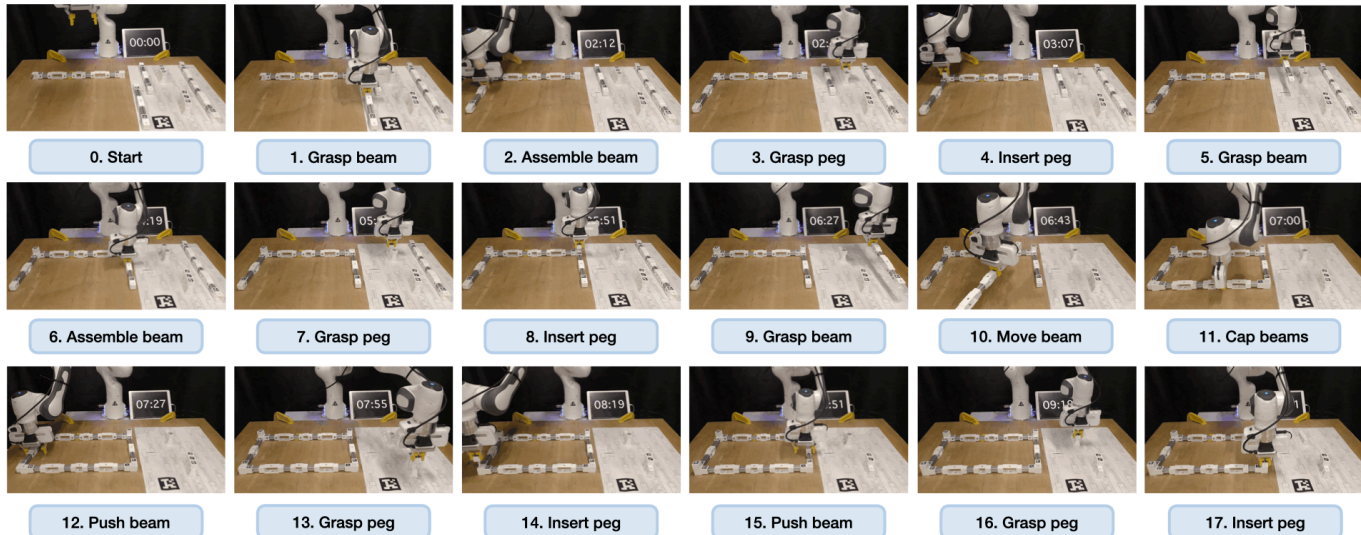 00:00
02:12
03:07
0. Start
1. Grasp beam
2. Assemble beam
3. Grasp peg
4. Insert peg
5. Grasp beam
06:27
06:43
07:00
6. Assemble beam
7. Grasp peg
8. Insert peg
9. Grasp beam
10. Move beam
11. Cap beams
07:27
07:55
08:19
12. Push beam
13. Grasp peg
14. Insert peg
15. Push beam
16. Grasp peg
17. Insert peg